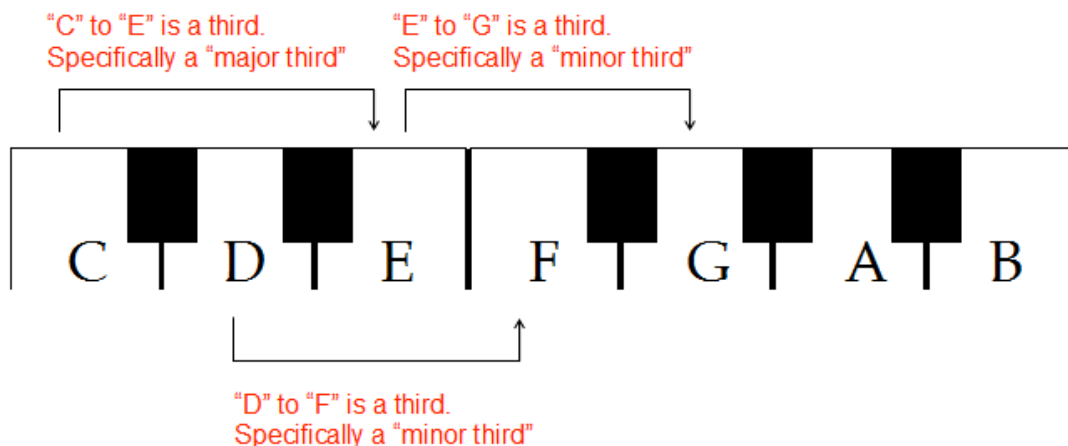 “C” to “E” is a third.
Specifically a “major third”
“E” to “G” is a third.
Specifically a “minor third”
C D E F G A B
“D” to “F” is a third.
Specifically a “minor third”